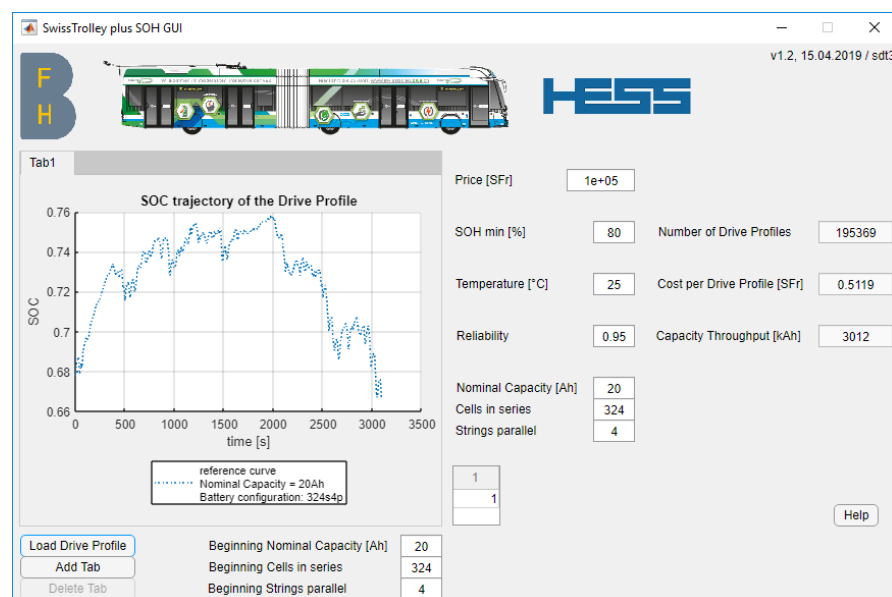 SwissTrolley plus SOH GUI
v1.2, 15.04.2019 / sdt3
F
B
H
HESS
Tab1
SOC trajectory of the Drive Profile
0.76
0.74
0.72
0.7
0.68
0.66
SOC
0 500 1000 1500 2000 2500 3000 3500
time [s]
reference curve
Nominal Capacity = 20Ah
Battery configuration: 324s4p
Price [SFr] 1e+05
SOH min [%] 80 Number of Drive Profiles 195369
Temperature [°C] 25 Cost per Drive Profile [SFr] 0.5119
Reliability 0.95 Capacity Throughput [kAh] 3012
Nominal Capacity [Ah] 20
Cells in series 324
Strings parallel 4
1
1
Help
Load Drive Profile Beginning Nominal Capacity [Ah] 20
Add Tab Beginning Cells in series 324
Delete Tab Beginning Strings parallel 4